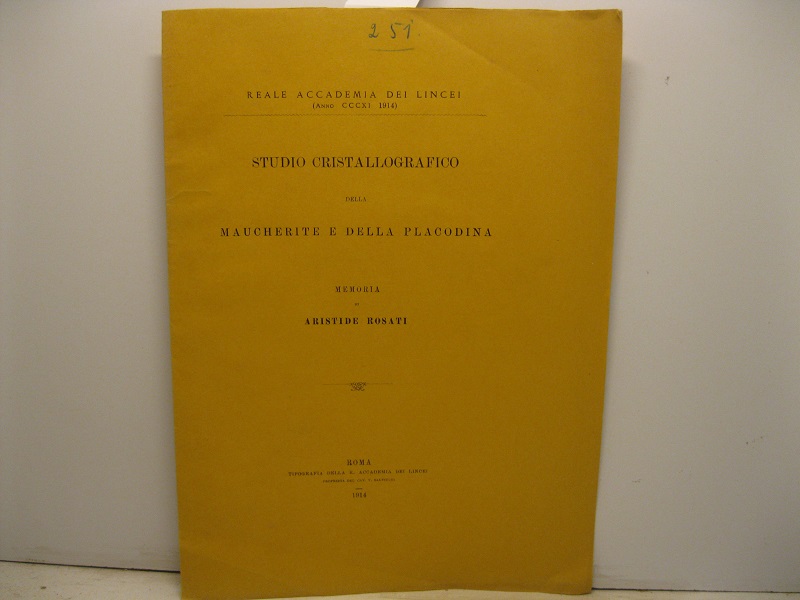 251
REALE ACCADEMIA DEI LINCEI
(ANNO CCCXI 1914)
STUDIO CRISTALLOGRAFICO
DELLA
MAUCHERITE E DELLA PLACODINA
MEMORIA
DI
ARISTIDE ROSATI
ROMA
TIPOGRAFIA DELLA R. ACCADEMIA DEI LINCEI
1914